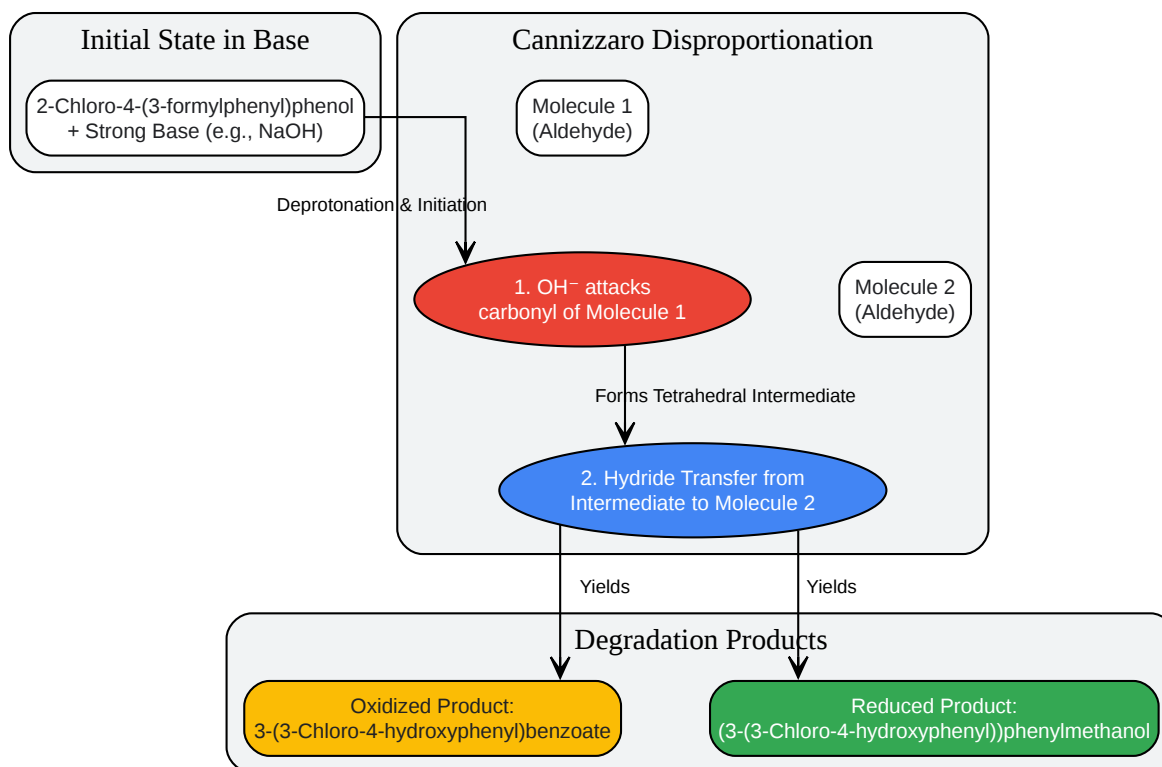 Initial State in Base
2-Chloro-4-(3-formylphenyl)phenol
+ Strong Base (e.g., NaOH)
Cannizzaro Disproportionation
Molecule 1
(Aldehyde)
Deprotonation & Initiation
1. OH⁻ attacks
carbonyl of Molecule 1
Molecule 2
(Aldehyde)
Forms Tetrahedral Intermediate
2. Hydride Transfer from
Intermediate to Molecule 2
Yields
Yields
Degradation Products
Oxidized Product:
3-(3-Chloro-4-hydroxyphenyl)benzoate
Reduced Product:
(3-(3-Chloro-4-hydroxyphenyl))phenylmethanol